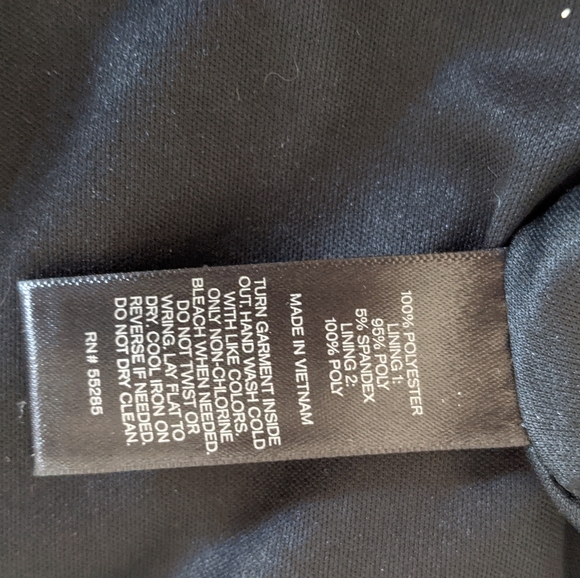 100% POLYESTER
LINING 1:
95% POLY
5% SPANDEX
LINING 2:
100% POLY
MADE IN VIETNAM
TURN GARMENT INSIDE
OUT. HAND WASH COLD
WITH LIKE COLORS.
ONLY NON-CHLORINE
BLEACH WHEN NEEDED.
DO NOT TWIST OR
WRING. LAY FLAT TO
DRY. COOL IRON ON
REVERSE IF NEEDED.
DO NOT DRY CLEAN.
RN# 55285